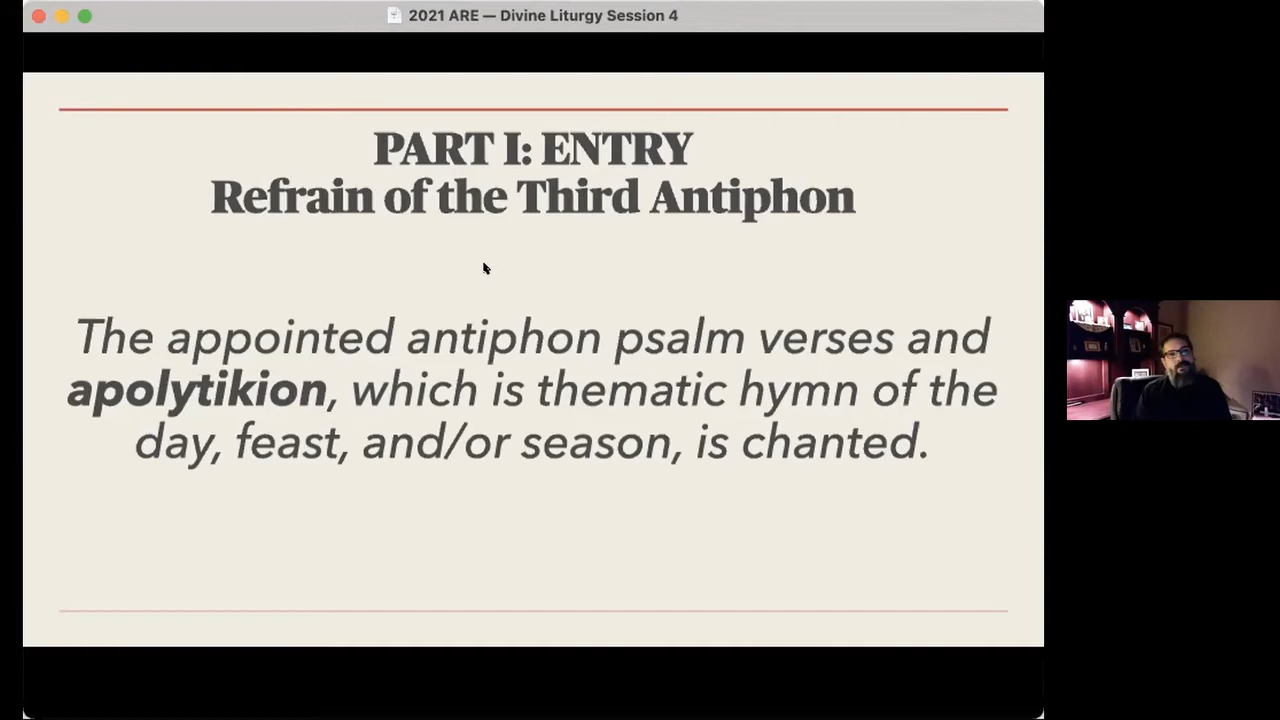 2021 ARE — Divine Liturgy Session 4
PART I: ENTRY
Refrain of the Third Antiphon
The appointed antiphon psalm verses and
apolytikion, which is thematic hymn of the
day, feast, and/or season, is chanted.